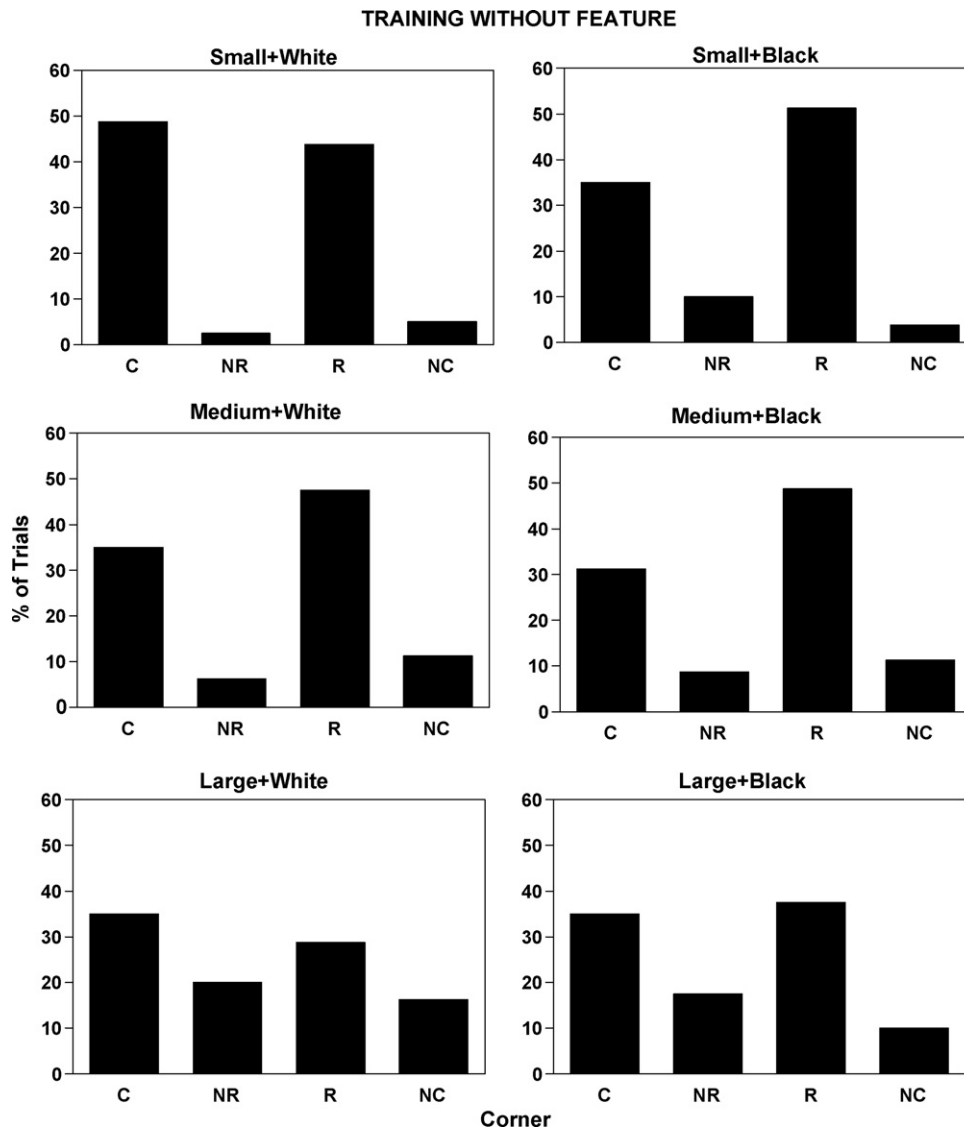 TRAINING WITHOUT FEATURE
Small+White
60
50
40
30
20
10
0
C NR R NC
Small+Black
60
50
40
30
20
10
0
C NR R NC
% of Trials
Medium+White
60
50
40
30
20
10
0
C NR R NC
Medium+Black
60
50
40
30
20
10
0
C NR R NC
Large+White
60
50
40
30
20
10
0
C NR R NC
Large+Black
60
50
40
30
20
10
0
C NR R NC
Corner